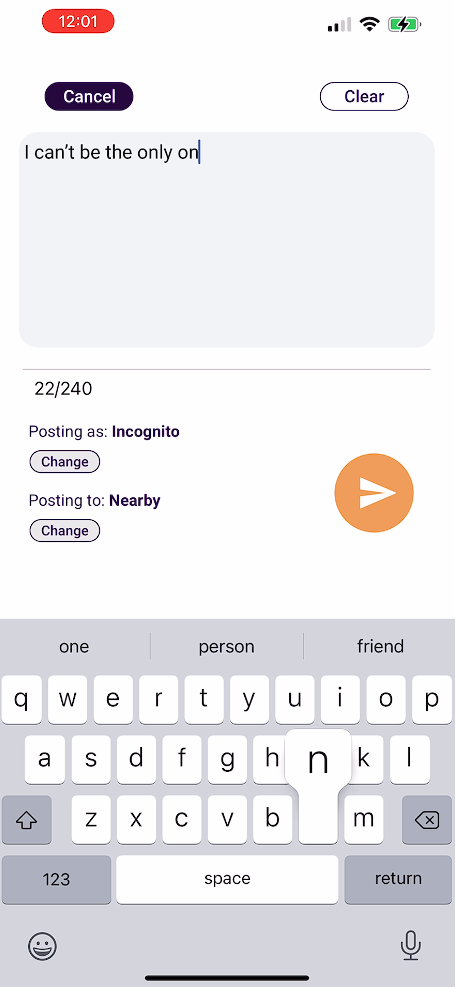 12:01
Cancel
Clear
I can't be the only on
22/240
Posting as: Incognito
Change
Posting to: Nearby
Change
one person friend
q w e r t y u i o p
a s d f g h n k l
z x c v b m
123 space return